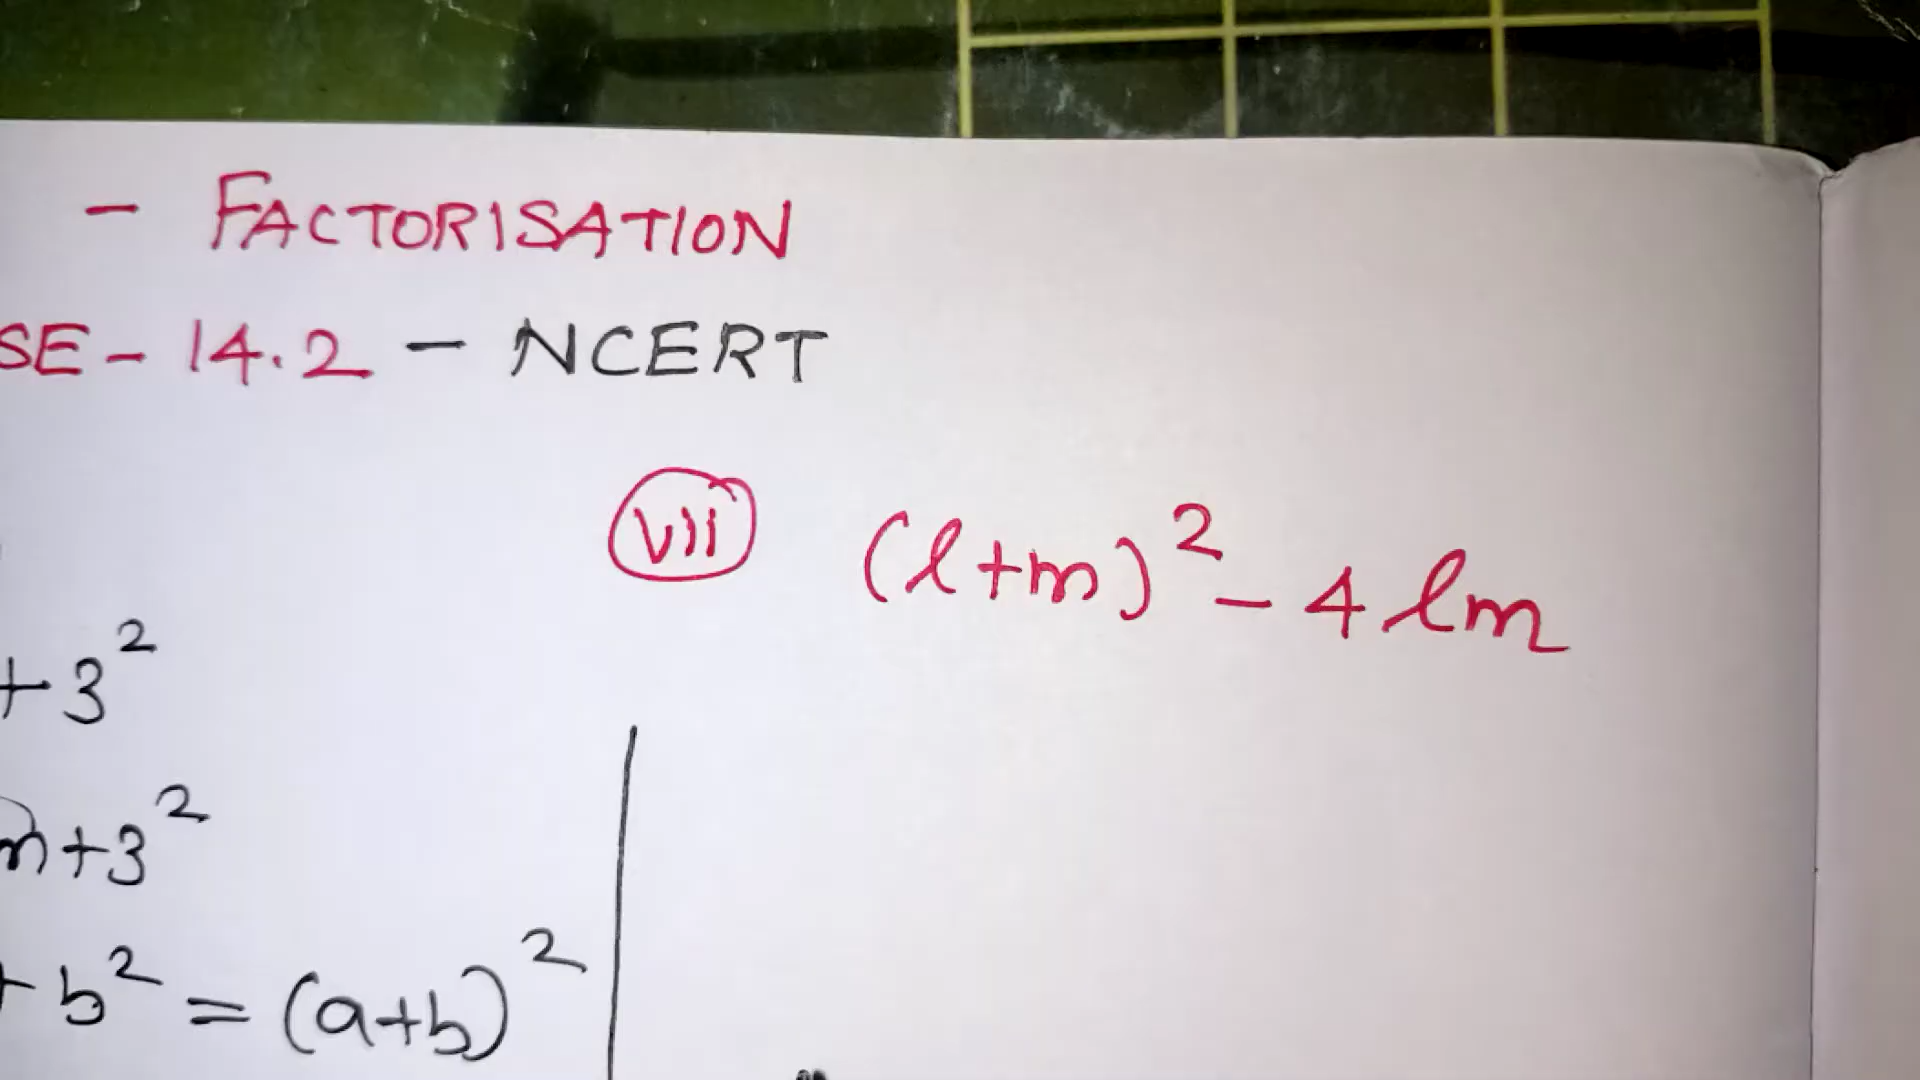 - FACTORISATION
SE - 14.2 - NCERT
vii (l+m)² - 4lm
+ 3²
m + 3²
+ b² = (a+b)²